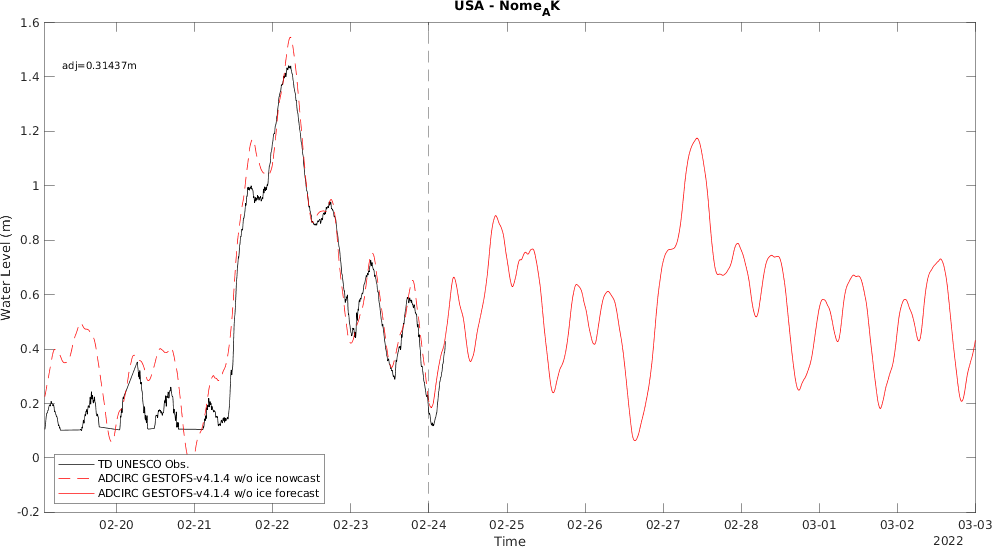 USA - Nome_AK
1.6
1.4
1.2
1
0.8
0.6
0.4
0.2
0
-0.2
Water Level (m)
adj=0.31437m
TD UNESCO Obs.
ADCIRC GESTOFS-v4.1.4 w/o ice nowcast
ADCIRC GESTOFS-v4.1.4 w/o ice forecast
02-20 02-21 02-22 02-23 02-24 02-25 02-26 02-27 02-28 03-01 03-02 03-03
Time
2022